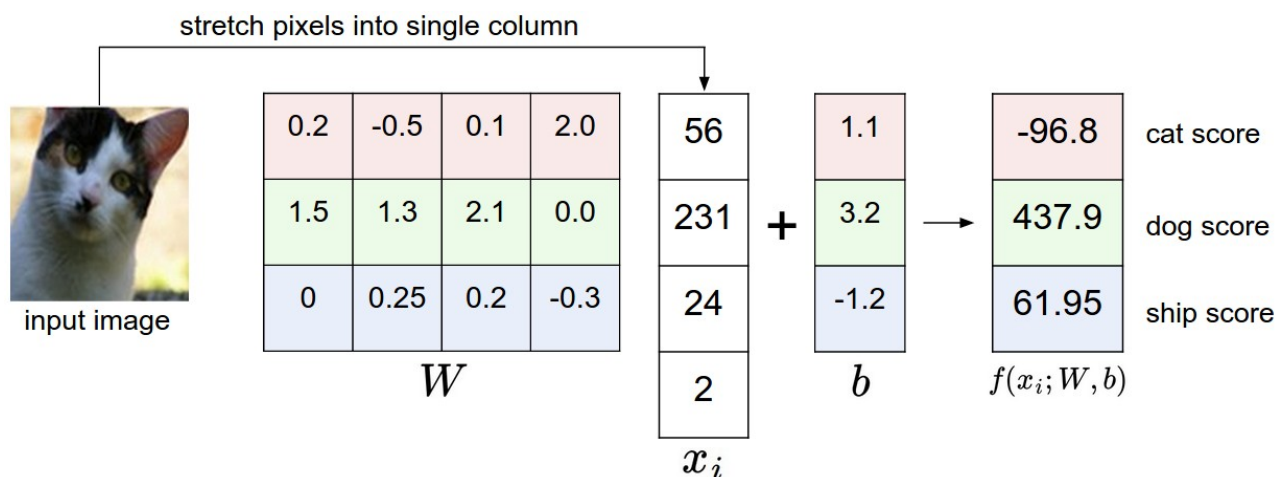 stretch pixels into single column
0.2 -0.5 0.1 2.0 56 1.1 -96.8 cat score
1.5 1.3 2.1 0.0 231 + 3.2 437.9 dog score
0 0.25 0.2 -0.3 24 -1.2 61.95 ship score
input image
W 2 b f(x_i; W, b)
x_i